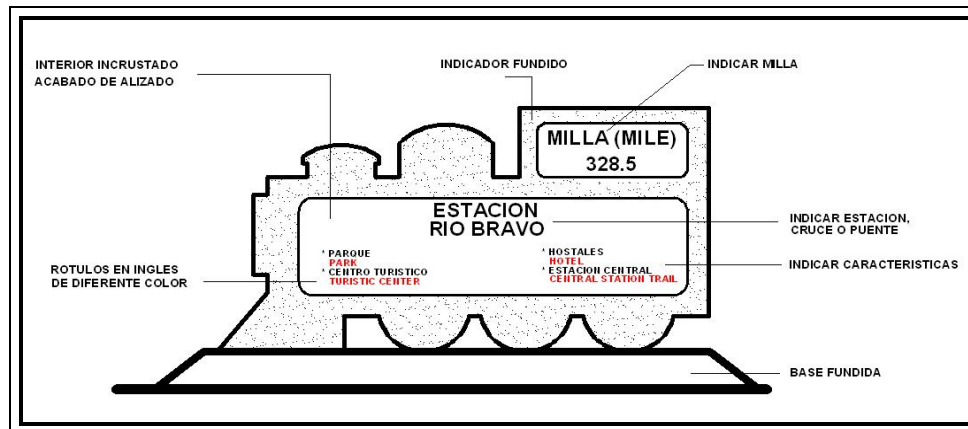 INTERIOR INCRUSTADO
ACABADO DE ALIZADO
INDICADOR FUNDIDO
INDICAR MILLA
MILLA (MILE)
328.5
ESTACION
RIO BRAVO
INDICAR ESTACION,
CRUCE O PUENTE
* PARQUE
PARK
* CENTRO TURISTICO
TURISTIC CENTER
* HOSTALES
HOTEL
* ESTACION CENTRAL
CENTRAL STATION TRAIL
INDICAR CARACTERISTICAS
ROTULOS EN INGLES
DE DIFERENTE COLOR
BASE FUNDIDA